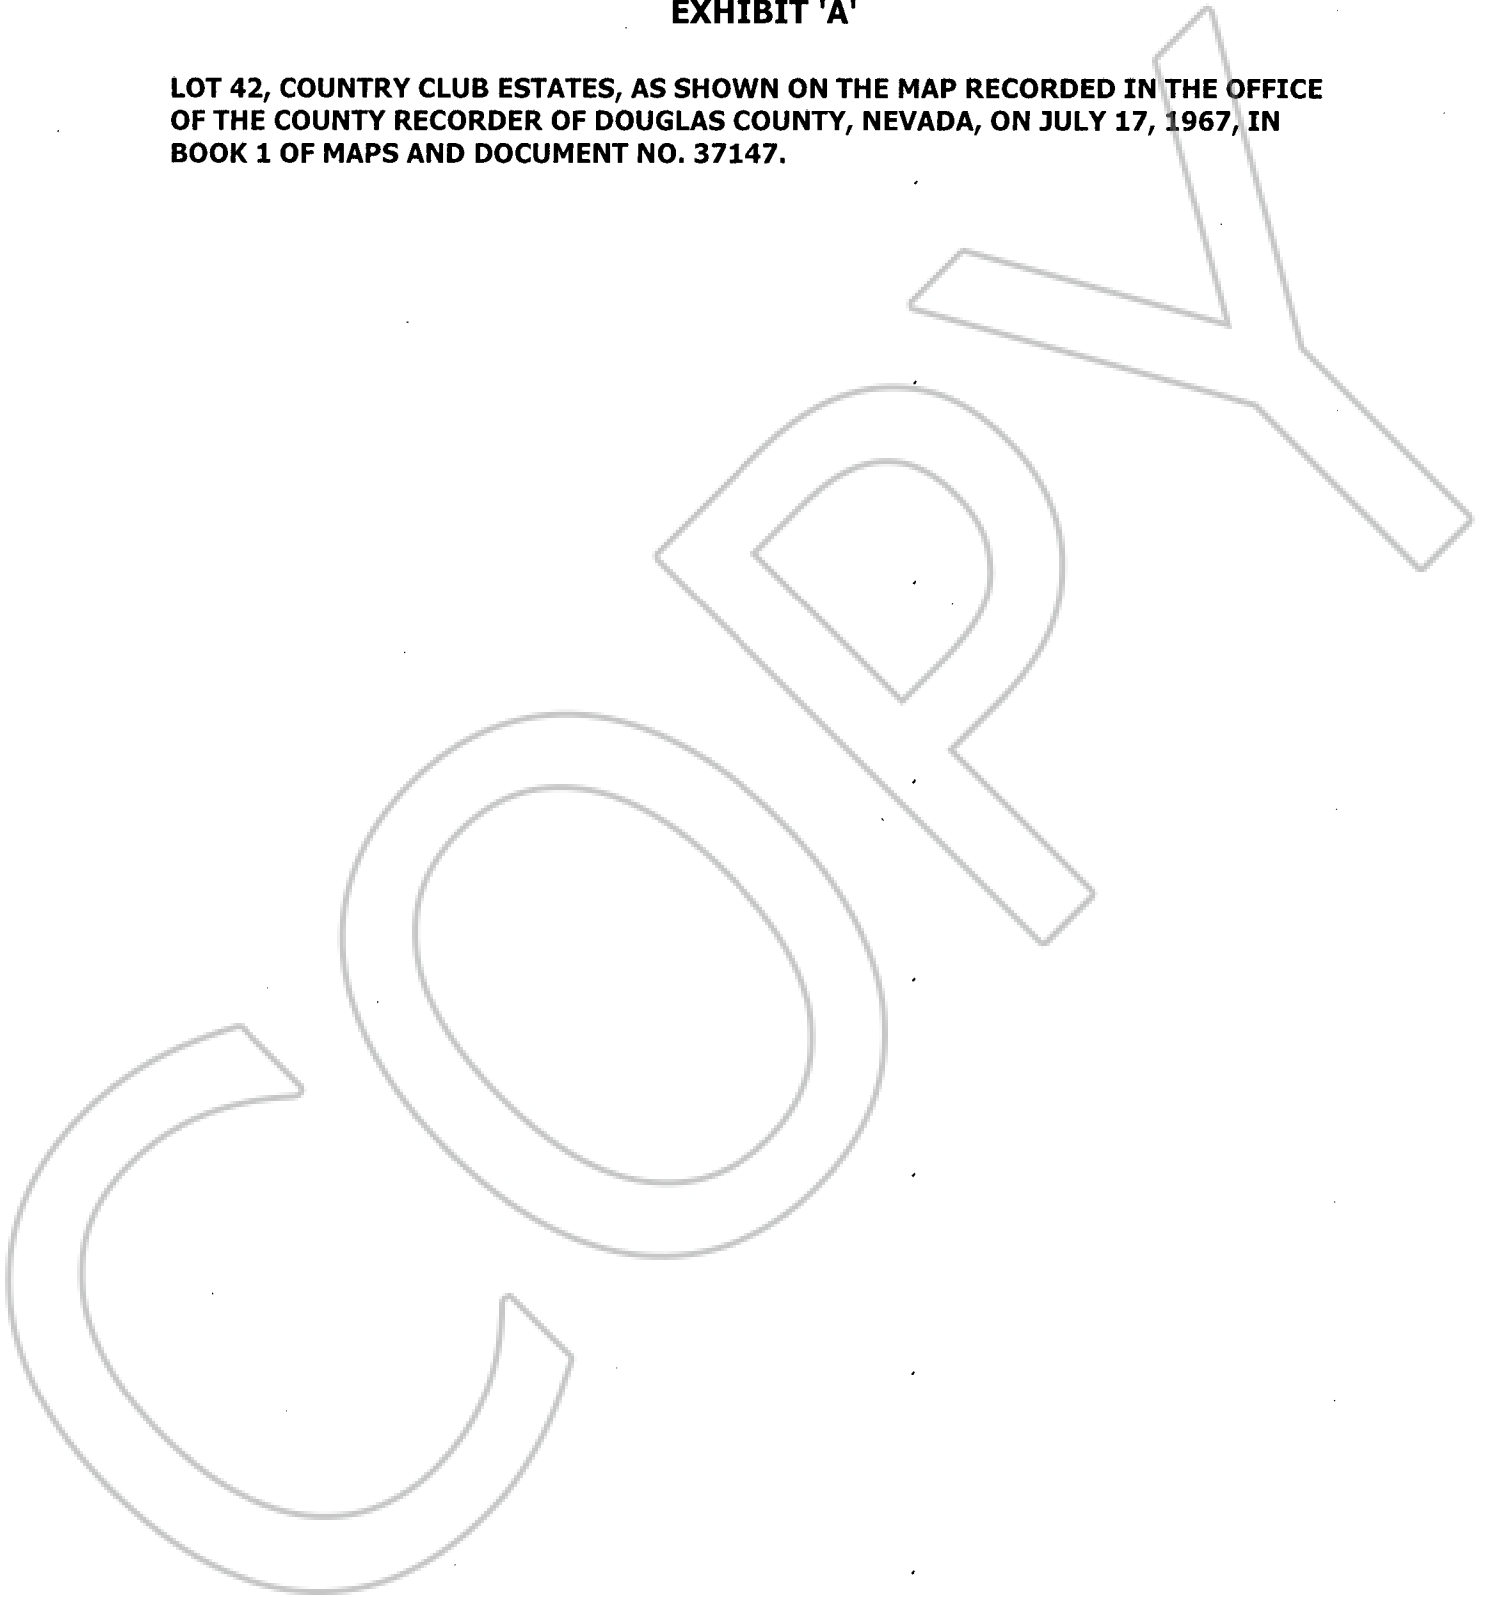 EXHIBIT 'A'
LOT 42, COUNTRY CLUB ESTATES, AS SHOWN ON THE MAP RECORDED IN THE OFFICE
OF THE COUNTY RECORDER OF DOUGLAS COUNTY, NEVADA, ON JULY 17, 1967, IN
BOOK 1 OF MAPS AND DOCUMENT NO. 37147.
COPY